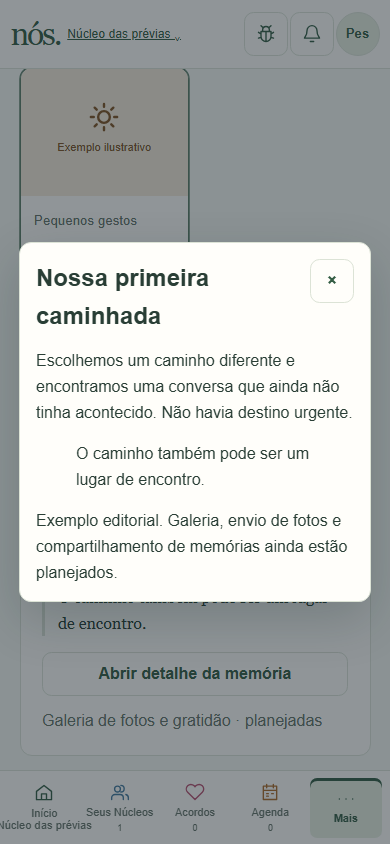 nós.
Núcleo das prévias
Pes
Exemplo ilustrativo
Pequenos gestos
Nossa primeira
caminhada
×
Escolhemos um caminho diferente e
encontramos uma conversa que ainda não
tinha acontecido. Não havia destino urgente.
O caminho também pode ser um
lugar de encontro.
Exemplo editorial. Galeria, envio de fotos e
compartilhamento de memórias ainda estão
planejados.
de encontro.
Abrir detalhe da memória
Galeria de fotos e gratidão · planejadas
Início
Núcleo das prévias
Seus Núcleos
1
Acordos
0
Agenda
0
...
Mais